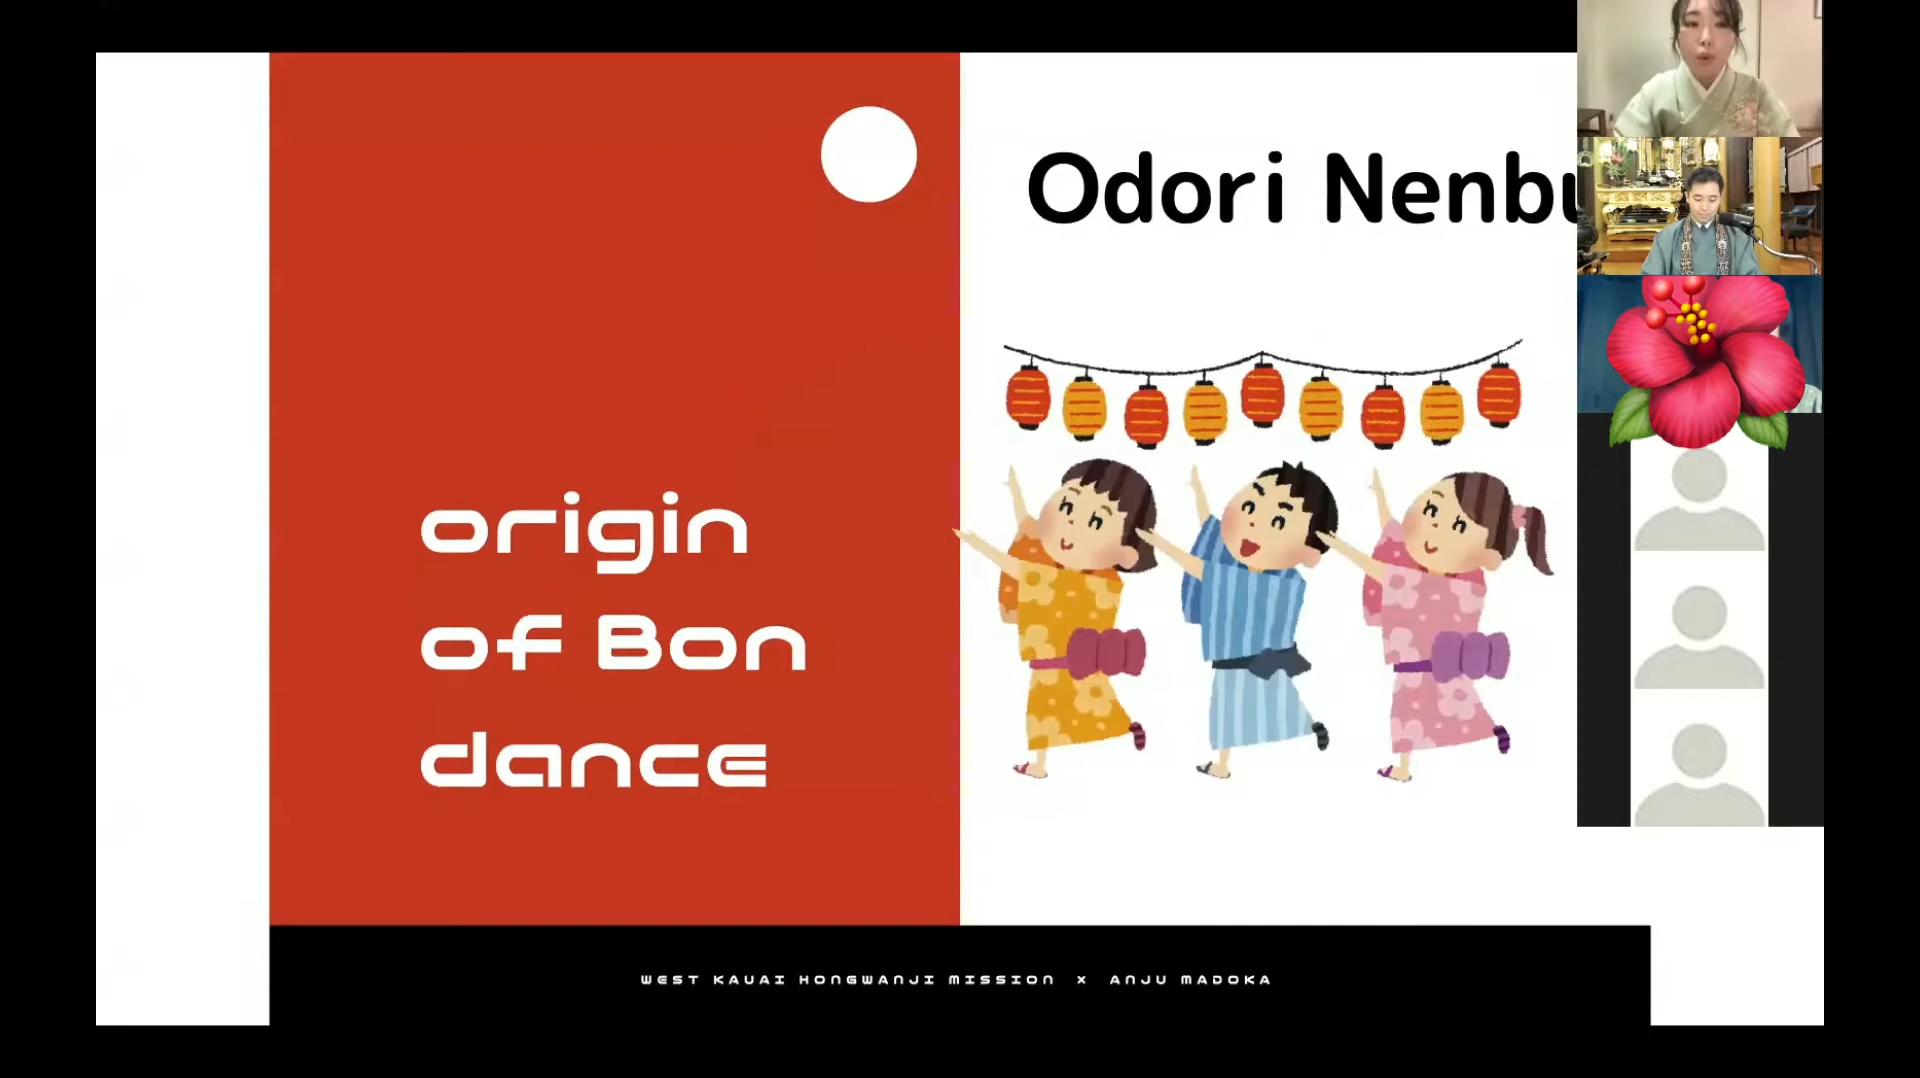 Odori Nenbu
origin
of Bon
dance
WEST KAUAI HONGWANJI MISSION x ANJU MADOKA